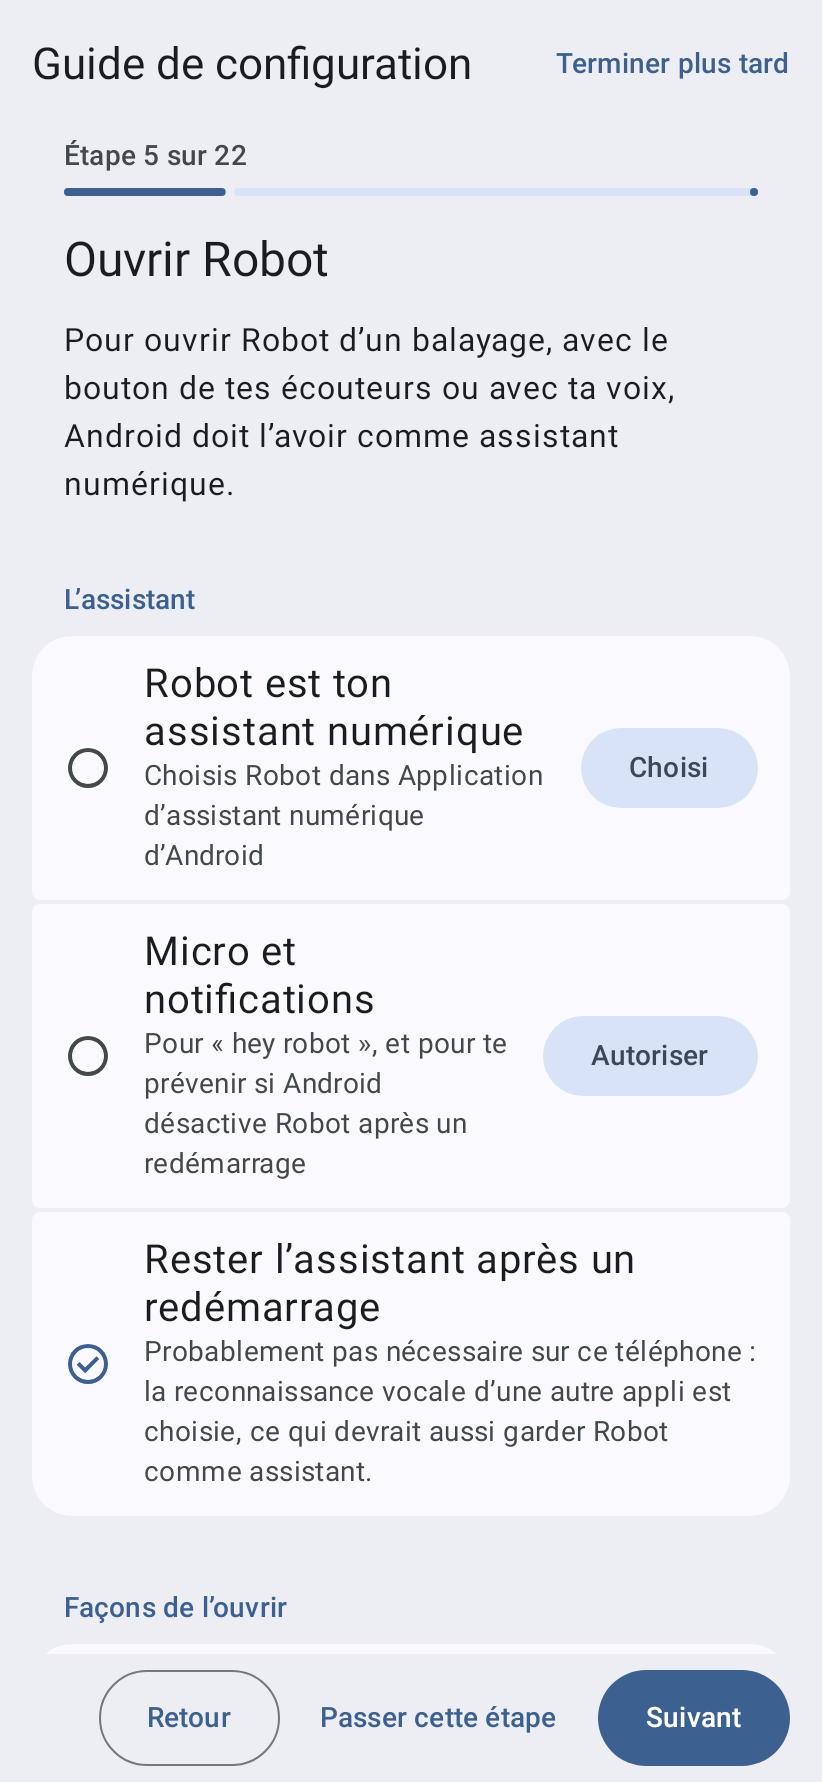 Guide de configuration
Terminer plus tard
Étape 5 sur 22
Ouvrir Robot
Pour ouvrir Robot d’un balayage, avec le
bouton de tes écouteurs ou avec ta voix,
Android doit l’avoir comme assistant
numérique.
L’assistant
Robot est ton
assistant numérique
Choisis Robot dans Application
d’assistant numérique
d’Android
Choisi
Micro et
notifications
Pour « hey robot », et pour te
prévenir si Android
désactive Robot après un
redémarrage
Autoriser
Rester l’assistant après un
redémarrage
Probablement pas nécessaire sur ce téléphone :
la reconnaissance vocale d’une autre appli est
choisie, ce qui devrait aussi garder Robot
comme assistant.
Façons de l’ouvrir
Retour
Passer cette étape
Suivant